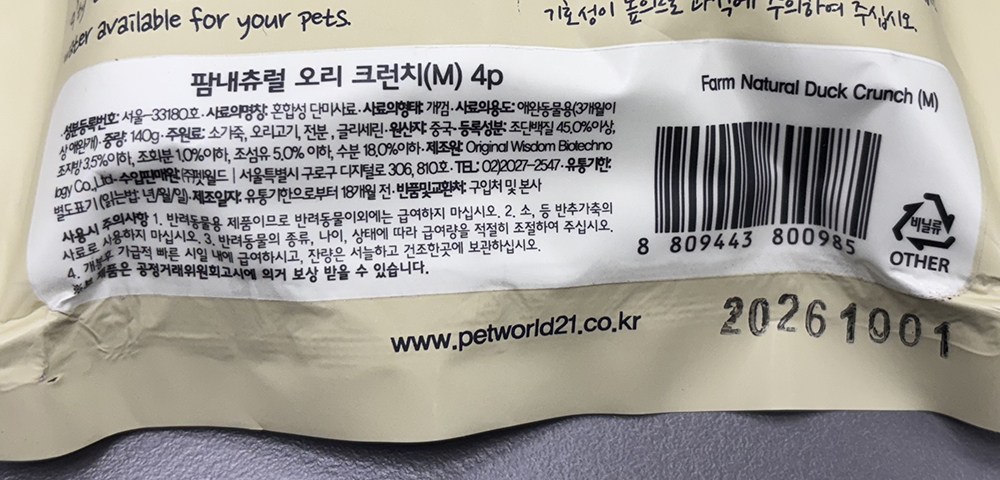 water available for your pets.
기호성이 높으므로 과식에 주의하여 주십시오.
팜내츄럴 오리 크런치(M) 4p
·성분등록번호: 서울-33180호·사료의명칭: 혼합성 단미사료·사료의형태: 개껌·사료의용도: 애완동물용(3개월이
상 애완개)·중량: 140g·주원료: 소가죽, 오리고기, 전분, 글리세린·원산지: 중국·등록성분: 조단백질 45.0%이상,
조지방 3.5%이하, 조회분 1.0%이하, 조섬유 5.0% 이하, 수분 18.0%이하·제조원: Original Wisdom Biotechno
logy Co.,Ltd·수입판매원: ㈜펫월드 | 서울특별시 구로구 디지털로 306, 810호·TEL: 02)2027-2547·유통기한:
별도표기 (읽는법: 년/월/일)·제조일자: 유통기한으로부터 18개월 전·반품및교환처: 구입처 및 본사
사용시 주의사항 1. 반려동물용 제품이므로 반려동물이외에는 급여하지 마십시오. 2. 소, 등 반추가축의
사료로 사용하지 마십시오. 3. 반려동물의 종류, 나이, 상태에 따라 급여량을 적절히 조절하여 주십시오.
4. 개봉후 가급적 빠른 시일 내에 급여하시고, 잔량은 서늘하고 건조한곳에 보관하십시오.
제품은 공정거래위원회고시에 의거 보상 받을 수 있습니다.
Farm Natural Duck Crunch (M)
8 809443 800985
비닐류
OTHER
www.petworld21.co.kr
20261001